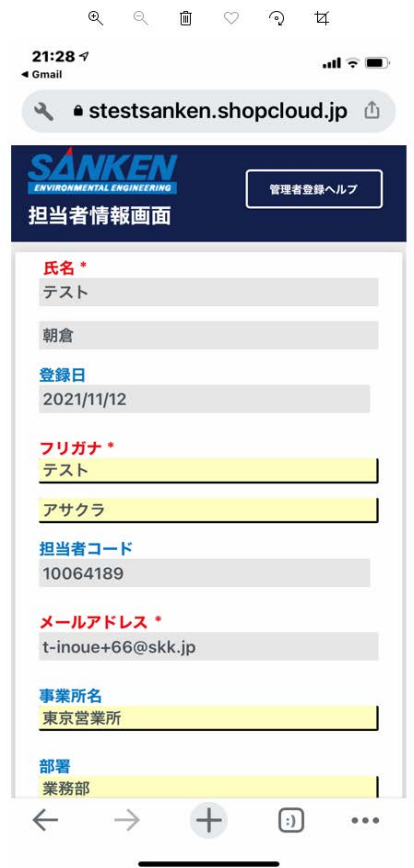 21:28
◀ Gmail
stestsanken.shopcloud.jp
SANKEN
ENVIRONMENTAL ENGINEERING
管理者登録ヘルプ
担当者情報画面
氏名 *
テスト
朝倉
登録日
2021/11/12
フリガナ *
テスト
アサクラ
担当者コード
10064189
メールアドレス *
t-inoue+66@skk.jp
事業所名
東京営業所
部署
業務部
:)